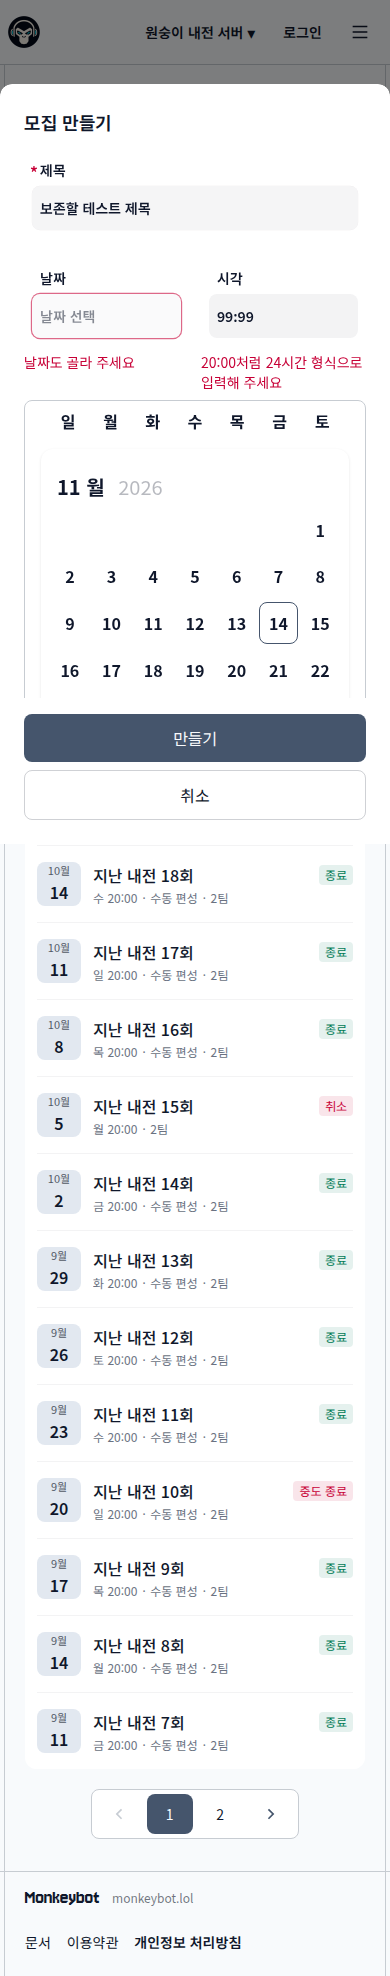 원숭이 내전 서버 ▾ 로그인
모집 만들기
* 제목
보존할 테스트 제목
날짜 시각
날짜 선택 99:99
날짜도 골라 주세요 20:00처럼 24시간 형식으로
입력해 주세요
일 월 화 수 목 금 토
11 월 2026
1
2 3 4 5 6 7 8
9 10 11 12 13 14 15
16 17 18 19 20 21 22
만들기
취소
10월
14
지난 내전 18회
수 20:00 · 수동 편성 · 2팀
종료
10월
11
지난 내전 17회
일 20:00 · 수동 편성 · 2팀
종료
10월
8
지난 내전 16회
목 20:00 · 수동 편성 · 2팀
종료
10월
5
지난 내전 15회
월 20:00 · 2팀
취소
10월
2
지난 내전 14회
금 20:00 · 수동 편성 · 2팀
종료
9월
29
지난 내전 13회
화 20:00 · 수동 편성 · 2팀
종료
9월
26
지난 내전 12회
토 20:00 · 수동 편성 · 2팀
종료
9월
23
지난 내전 11회
수 20:00 · 수동 편성 · 2팀
종료
9월
20
지난 내전 10회
일 20:00 · 수동 편성 · 2팀
중도 종료
9월
17
지난 내전 9회
목 20:00 · 수동 편성 · 2팀
종료
9월
14
지난 내전 8회
월 20:00 · 수동 편성 · 2팀
종료
9월
11
지난 내전 7회
금 20:00 · 수동 편성 · 2팀
종료
1 2
Monkeybot monkeybot.lol
문서 이용약관 개인정보 처리방침